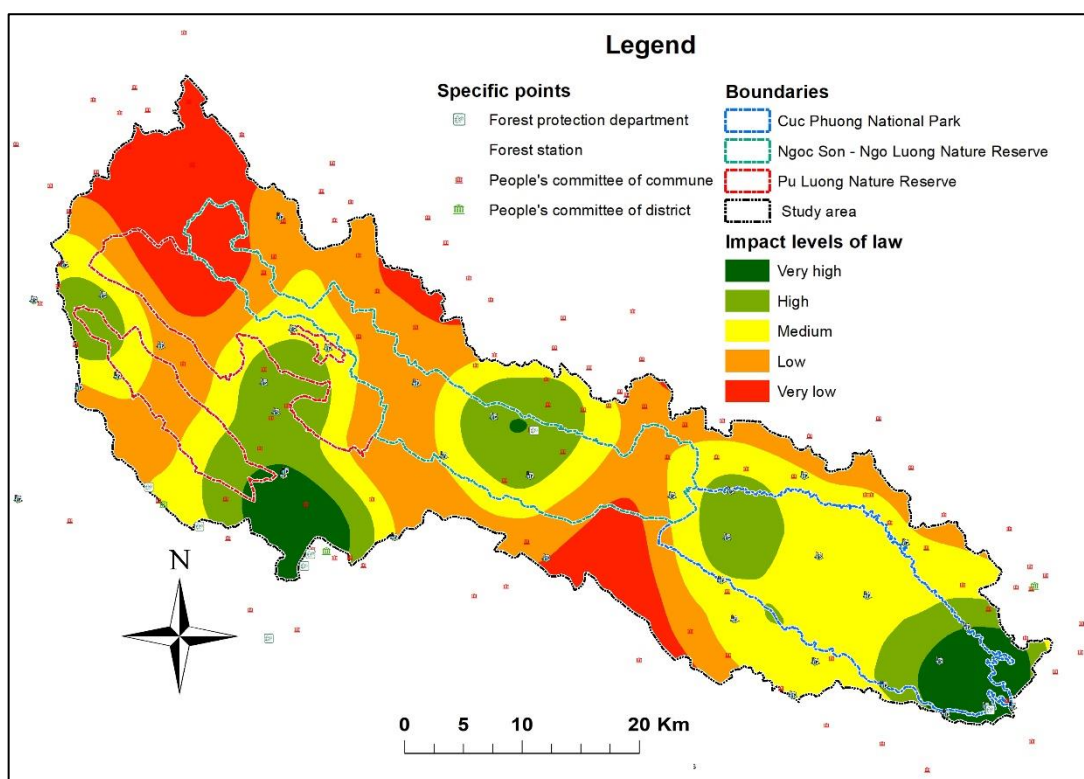 Legend
Specific points
Forest protection department
Forest station
People's committee of commune
People's committee of district
Boundaries
Cuc Phuong National Park
Ngoc Son - Ngo Luong Nature Reserve
Pu Luong Nature Reserve
Study area
Impact levels of law
Very high
High
Medium
Low
Very low
N
0 5 10 20 Km
s